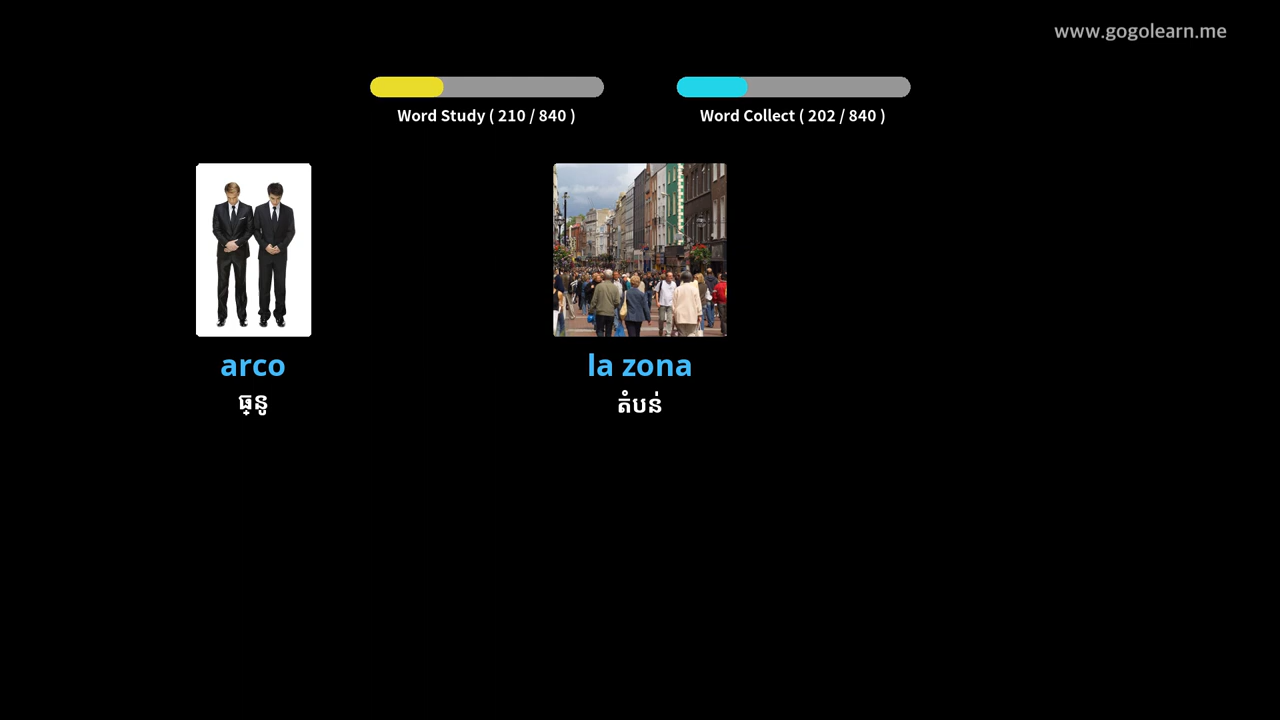 www.gogolearn.me
Word Study ( 210 / 840 )
Word Collect ( 202 / 840 )
arco
ធ្នូ
la zona
តំបន់